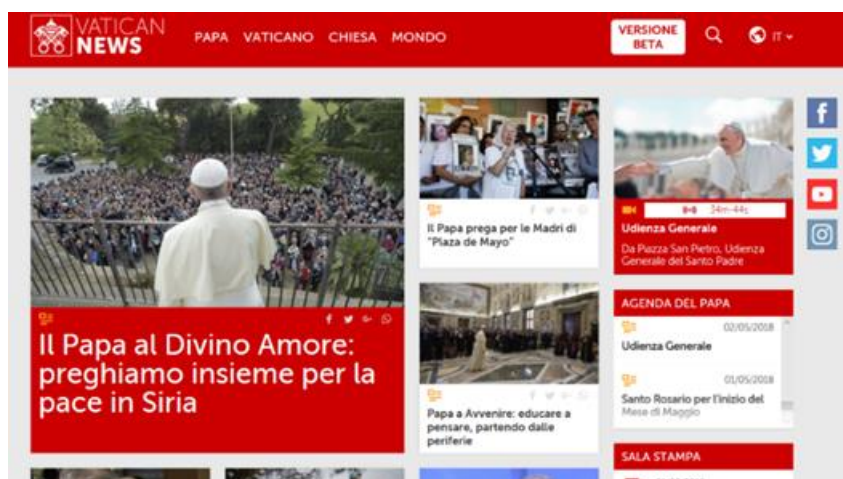 VATICAN
NEWS
PAPA VATICANO CHIESA MONDO
VERSIONE
BETA
IT
Il Papa al Divino Amore:
preghiamo insieme per la
pace in Siria
Il Papa prega per le Madri di
"Plaza de Mayo"
Papa a Avvenire: educare a
pensare, partendo dalle
periferie
34m 44s
Udienza Generale
Da Piazza San Pietro, Udienza
Generale del Santo Padre
AGENDA DEL PAPA
02/05/2018
Udienza Generale
01/05/2018
Santo Rosario per l'inizio del
Mese di Maggio
SALA STAMPA